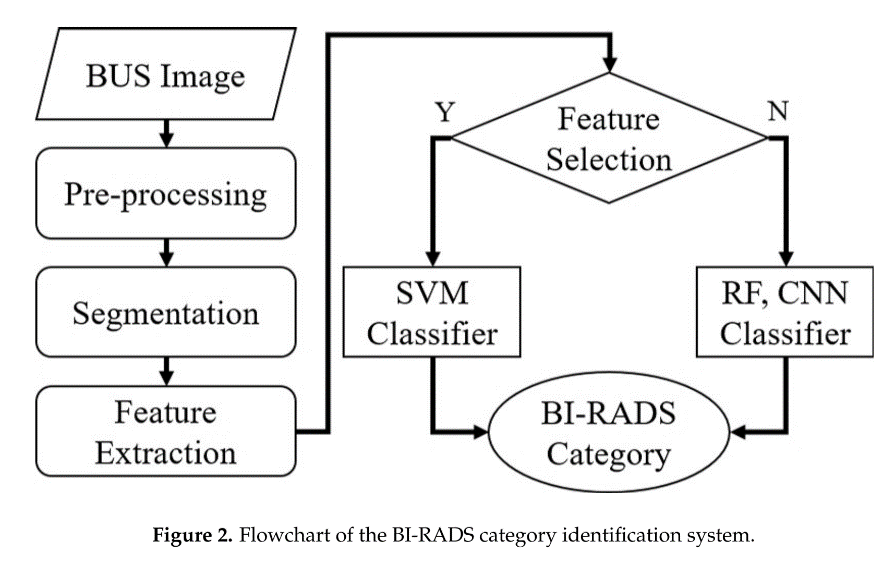 BUS Image
Pre-processing
Segmentation
Feature
Extraction
Feature
Selection
Y
N
SVM
Classifier
RF, CNN
Classifier
BI-RADS
Category
Figure 2. Flowchart of the BI-RADS category identification system.